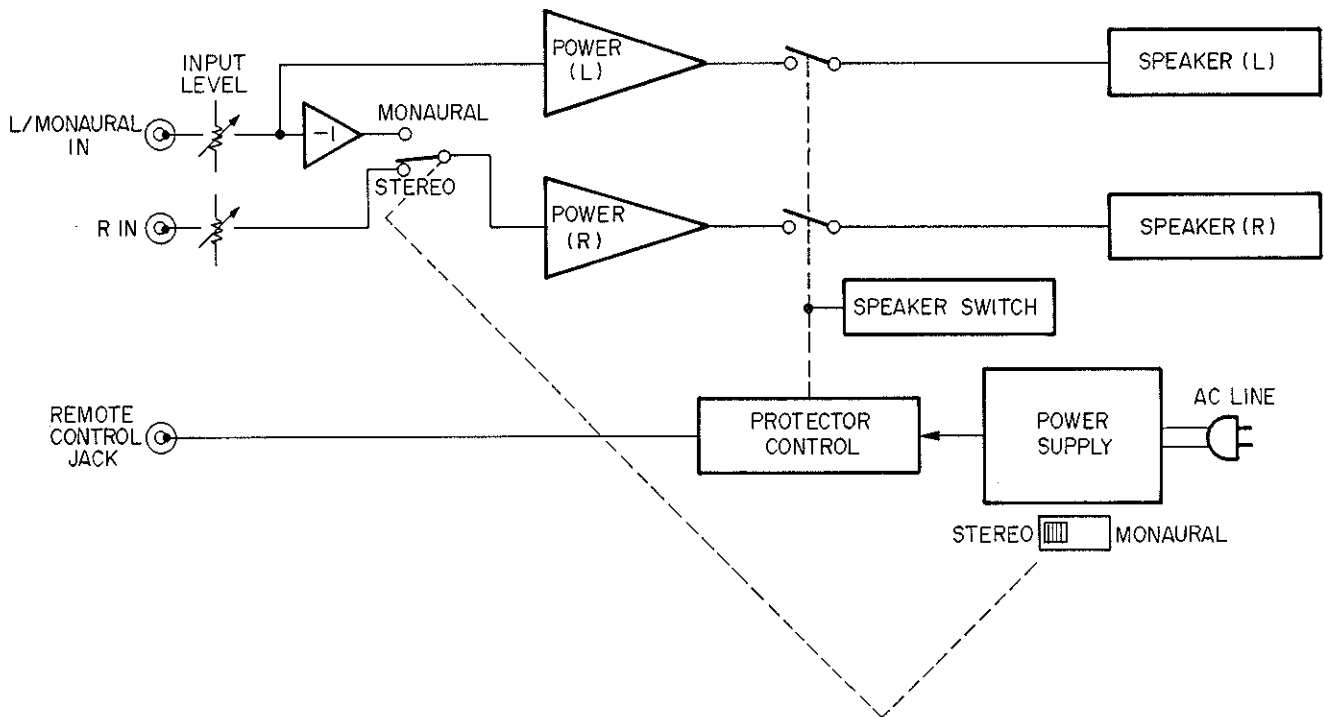 INPUT
LEVEL
L/MONAURAL
IN
R IN
-1
MONAURAL
STEREO
POWER
(L)
POWER
(R)
SPEAKER (L)
SPEAKER (R)
SPEAKER SWITCH
REMOTE
CONTROL
JACK
PROTECTOR
CONTROL
POWER
SUPPLY
AC LINE
STEREO
MONAURAL